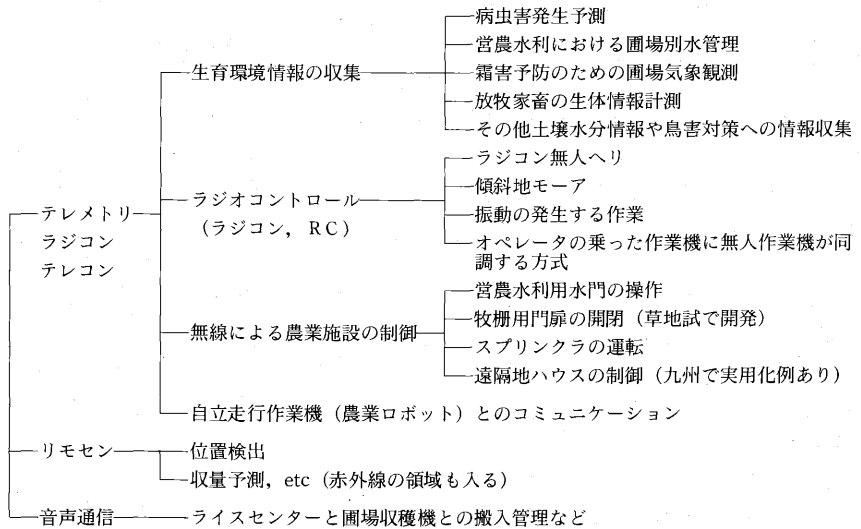 病虫害発生予測
営農水利における圃場別水管理
生育環境情報の収集
霜害予防のための圃場気象観測
放牧家畜の生体情報計測
その他土壌水分情報や鳥害対策への情報収集
ラジコン無人ヘリ
傾斜地モーア
ラジオコントロール
(ラジコン,RC)
振動の発生する作業
オペレータの乗った作業機に無人作業機が同
調する方式
テレメトリ
ラジコン
テレコン
営農水利用水門の操作
牧柵用門扉の開閉(草地試で開発)
無線による農業施設の制御
スプリンクラの運転
遠隔地ハウスの制御(九州で実用化例あり)
自立走行作業機(農業ロボット)とのコミュニケーション
リモセン
位置検出
収量予測,etc(赤外線の領域も入る)
音声通信
ライスセンターと圃場収穫機との搬入管理など